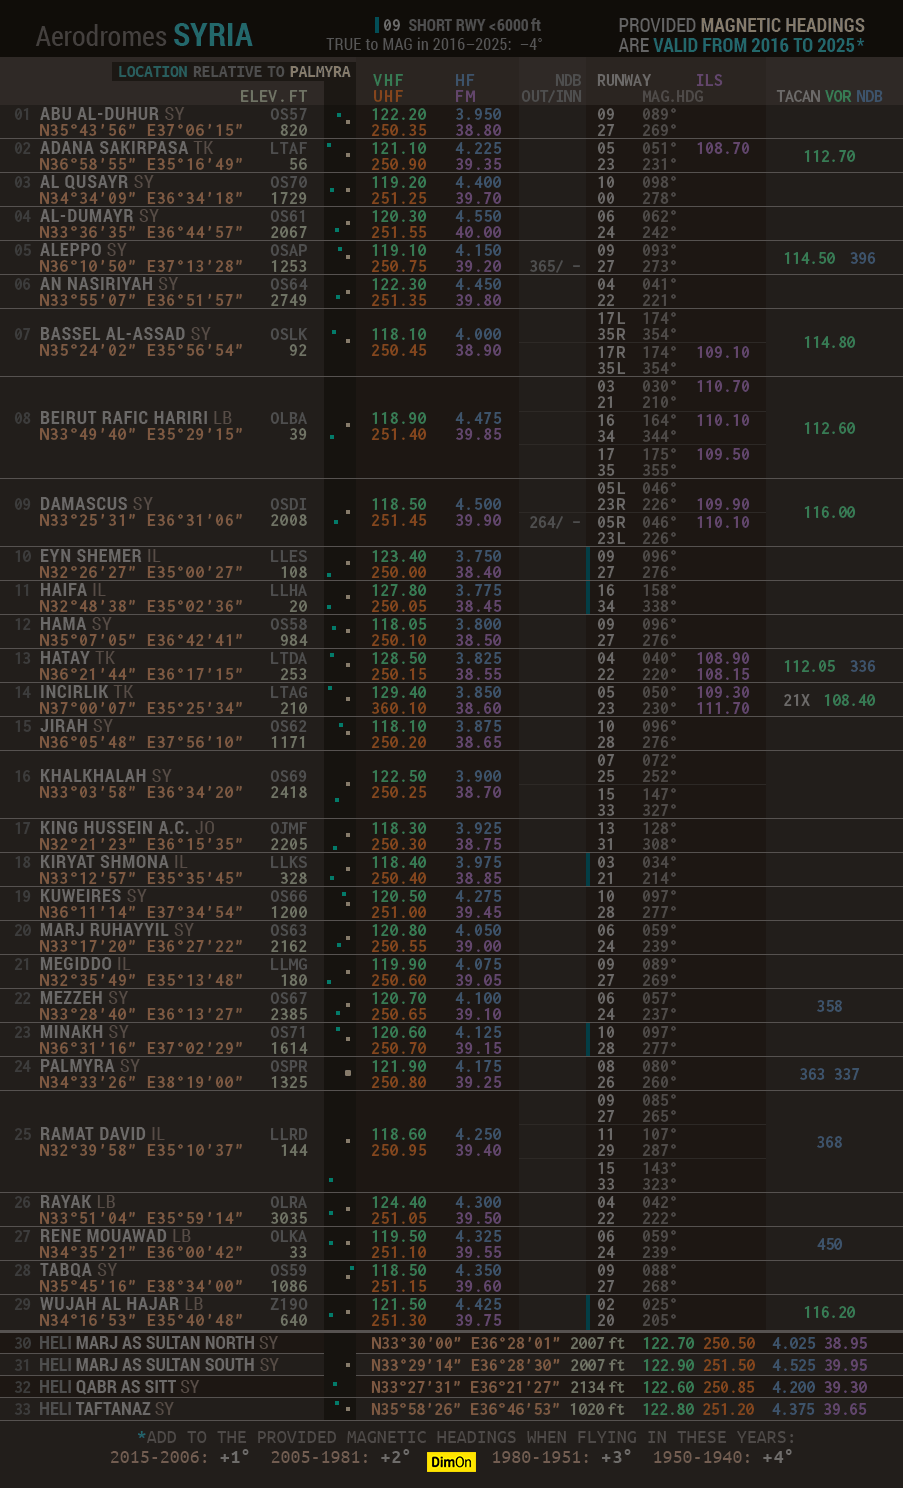 Aerodromes SYRIA
09 SHORT RWY <6000 ft
TRUE to MAG in 2016–2025: –4°
PROVIDED MAGNETIC HEADINGS
ARE VALID FROM 2016 TO 2025*
LOCATION RELATIVE TO PALMYRA
ELEV.FT
VHF HF NDB RUNWAY ILS
UHF FM OUT/INN MAG.HDG TACAN VOR NDB
01 ABU AL-DUHUR SY OS57 122.20 3.950 09 089°
N35°43'56" E37°06'15" 820 250.35 38.80 27 269°
02 ADANA SAKIRPASA TK LTAF 121.10 4.225 05 051° 108.70 112.70
N36°58'55" E35°16'49" 56 250.90 39.35 23 231°
03 AL QUSAYR SY OS70 119.20 4.400 10 098°
N34°34'09" E36°34'18" 1729 251.25 39.70 00 278°
04 AL-DUMAYR SY OS61 120.30 4.550 06 062°
N33°36'35" E36°44'57" 2067 251.55 40.00 24 242°
05 ALEPPO SY OSAP 119.10 4.150 09 093° 114.50 396
N36°10'50" E37°13'28" 1253 250.75 39.20 365/ – 27 273°
06 AN NASIRIYAH SY OS64 122.30 4.450 04 041°
N33°55'07" E36°51'57" 2749 251.35 39.80 22 221°
17L 174°
07 BASSEL AL-ASSAD SY OSLK 118.10 4.000 35R 354° 114.80
N35°24'02" E35°56'54" 92 250.45 38.90 17R 174° 109.10
35L 354°
03 030° 110.70
21 210°
08 BEIRUT RAFIC HARIRI LB OLBA 118.90 4.475 16 164° 110.10 112.60
N33°49'40" E35°29'15" 39 251.40 39.85 34 344°
17 175° 109.50
35 355°
05L 046°
09 DAMASCUS SY OSDI 118.50 4.500 23R 226° 109.90 116.00
N33°25'31" E36°31'06" 2008 251.45 39.90 264/ – 05R 046° 110.10
23L 226°
10 EYN SHEMER IL LLES 123.40 3.750 09 096°
N32°26'27" E35°00'27" 108 250.00 38.40 27 276°
11 HAIFA IL LLHA 127.80 3.775 16 158°
N32°48'38" E35°02'36" 20 250.05 38.45 34 338°
12 HAMA SY OS58 118.05 3.800 09 096°
N35°07'05" E36°42'41" 984 250.10 38.50 27 276°
13 HATAY TK LTDA 128.50 3.825 04 040° 108.90 112.05 336
N36°21'44" E36°17'15" 253 250.15 38.55 22 220° 108.15
14 INCIRLIK TK LTAG 129.40 3.850 05 050° 109.30 21X 108.40
N37°00'07" E35°25'34" 210 360.10 38.60 23 230° 111.70
15 JIRAH SY OS62 118.10 3.875 10 096°
N36°05'48" E37°56'10" 1171 250.20 38.65 28 276°
07 072°
16 KHALKHALAH SY OS69 122.50 3.900 25 252°
N33°03'58" E36°34'20" 2418 250.25 38.70 15 147°
33 327°
17 KING HUSSEIN A.C. JO OJMF 118.30 3.925 13 128°
N32°21'23" E36°15'35" 2205 250.30 38.75 31 308°
18 KIRYAT SHMONA IL LLKS 118.40 3.975 03 034°
N33°12'57" E35°35'45" 328 250.40 38.85 21 214°
19 KUWEIRES SY OS66 120.50 4.275 10 097°
N36°11'14" E37°34'54" 1200 251.00 39.45 28 277°
20 MARJ RUHAYYIL SY OS63 120.80 4.050 06 059°
N33°17'20" E36°27'22" 2162 250.55 39.00 24 239°
21 MEGIDDO IL LLMG 119.90 4.075 09 089°
N32°35'49" E35°13'48" 180 250.60 39.05 27 269°
22 MEZZEH SY OS67 120.70 4.100 06 057° 358
N33°28'40" E36°13'27" 2385 250.65 39.10 24 237°
23 MINAKH SY OS71 120.60 4.125 10 097°
N36°31'16" E37°02'29" 1614 250.70 39.15 28 277°
24 PALMYRA SY OSPR 121.90 4.175 08 080° 363 337
N34°33'26" E38°19'00" 1325 250.80 39.25 26 260°
09 085°
27 265°
25 RAMAT DAVID IL LLRD 118.60 4.250 11 107° 368
N32°39'58" E35°10'37" 144 250.95 39.40 29 287°
15 143°
33 323°
26 RAYAK LB OLRA 124.40 4.300 04 042°
N33°51'04" E35°59'14" 3035 251.05 39.50 22 222°
27 RENE MOUAWAD LB OLKA 119.50 4.325 06 059° 450
N34°35'21" E36°00'42" 33 251.10 39.55 24 239°
28 TABQA SY OS59 118.50 4.350 09 088°
N35°45'16" E38°34'00" 1086 251.15 39.60 27 268°
29 WUJAH AL HAJAR LB Z19O 121.50 4.425 02 025° 116.20
N34°16'53" E35°40'48" 640 251.30 39.75 20 205°
30 HELI MARJ AS SULTAN NORTH SY N33°30'00" E36°28'01" 2007 ft 122.70 250.50 4.025 38.95
31 HELI MARJ AS SULTAN SOUTH SY N33°29'14" E36°28'30" 2007 ft 122.90 251.50 4.525 39.95
32 HELI QABR AS SITT SY N33°27'31" E36°21'27" 2134 ft 122.60 250.85 4.200 39.30
33 HELI TAFTANAZ SY N35°58'26" E36°46'53" 1020 ft 122.80 251.20 4.375 39.65
*ADD TO THE PROVIDED MAGNETIC HEADINGS WHEN FLYING IN THESE YEARS:
2015-2006: +1° 2005-1981: +2° DimOn 1980-1951: +3° 1950-1940: +4°